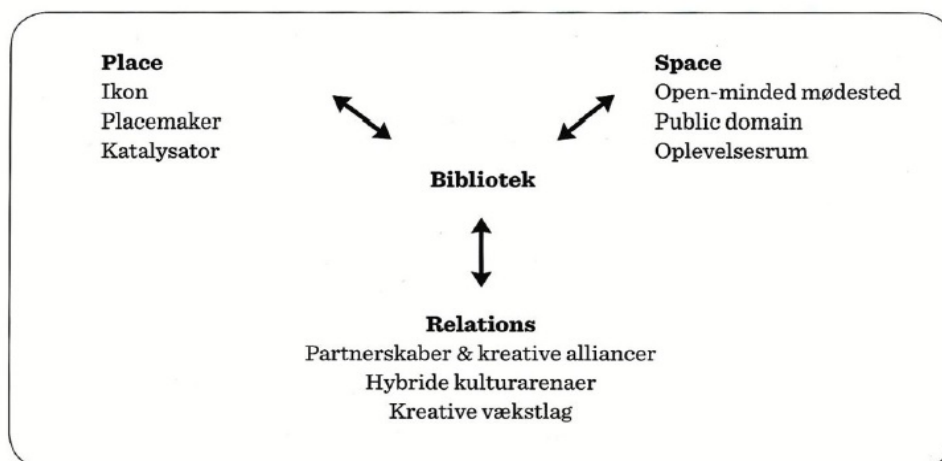 Place
Ikon
Placemaker
Katalysator
Space
Open-minded mødested
Public domain
Oplevelsesrum
Bibliotek
Relations
Partnerskaber & kreative alliancer
Hybride kulturarenaer
Kreative vækstlag